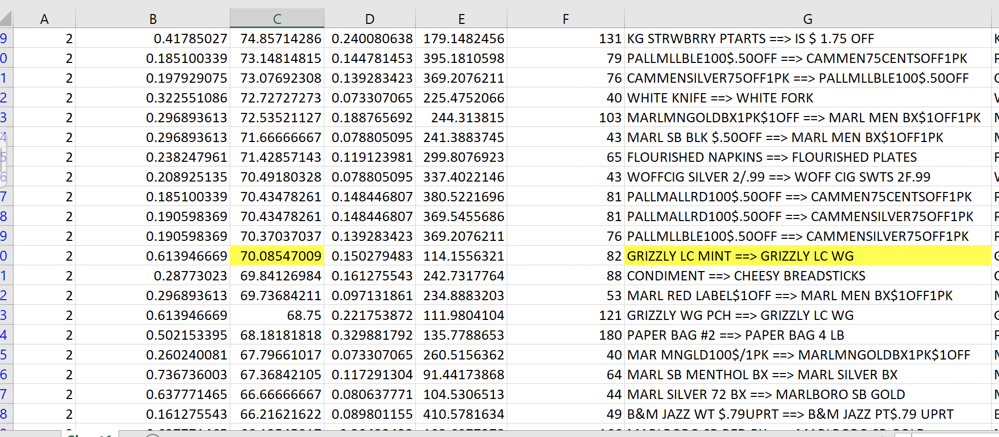 A B C D E F G
9 2 0.41785027 74.85714286 0.240080638 179.1482456 131 KG STRWBRRY PTARTS ==> IS $ 1.75 OFF
0 2 0.185100339 73.14814815 0.144781453 395.1810598 79 PALLMLLBLE100$.50OFF ==> CAMMEN75CENTSOFF1PK
1 2 0.197929075 73.07692308 0.139283423 369.2076211 76 CAMMENSILVER75OFF1PK ==> PALLMLLBLE100$.50OFF
2 2 0.322551086 72.72727273 0.073307065 225.4752066 40 WHITE KNIFE ==> WHITE FORK
3 2 0.296893613 72.53521127 0.188765692 244.313815 103 MARLMNGOLDBX1PK$1OFF ==> MARL MEN BX$1OFF1PK
4 2 0.296893613 71.66666667 0.078805095 241.3883745 43 MARL SB BLK $.50OFF ==> MARL MEN BX$1OFF1PK
5 2 0.238247961 71.42857143 0.119123981 299.8076923 65 FLOURISHED NAPKINS ==> FLOURISHED PLATES
6 2 0.208925135 70.49180328 0.078805095 337.4022146 43 WOFFCIG SILVER 2/.99 ==> WOFF CIG SWTS 2F.99
7 2 0.185100339 70.43478261 0.148446807 380.5221696 81 PALLMALLRD100$.50OFF ==> CAMMEN75CENTSOFF1PK
8 2 0.190598369 70.43478261 0.148446807 369.5455686 81 PALLMALLRD100$.50OFF ==> CAMMENSILVER75OFF1PK
9 2 0.190598369 70.37037037 0.139283423 369.2076211 76 PALLMLLBLE100$.50OFF ==> CAMMENSILVER75OFF1PK
0 2 0.613946669 70.08547009 0.150279483 114.1556321 82 GRIZZLY LC MINT ==> GRIZZLY LC WG
1 2 0.28773023 69.84126984 0.161275543 242.7317764 88 CONDIMENT ==> CHEESY BREADSTICKS
2 2 0.296893613 69.73684211 0.097131861 234.8883203 53 MARL RED LABEL$1OFF ==> MARL MEN BX$1OFF1PK
3 2 0.613946669 68.75 0.221753872 111.9804104 121 GRIZZLY WG PCH ==> GRIZZLY LC WG
4 2 0.502153395 68.18181818 0.329881792 135.7788653 180 PAPER BAG #2 ==> PAPER BAG 4 LB
5 2 0.260240081 67.79661017 0.073307065 260.5156362 40 MAR MNGLD100$/1PK ==> MARLMNGOLDBX1PK$1OFF
6 2 0.736736003 67.36842105 0.117291304 91.44173868 64 MARL SB MENTHOL BX ==> MARL SILVER BX
7 2 0.637771465 66.66666667 0.080637771 104.5306513 44 MARL SILVER 72 BX ==> MARLBORO SB GOLD
8 2 0.161275543 66.21621622 0.089801155 410.5781634 49 B&M JAZZ WT $.79UPRT ==> B&M JAZZ PT$.79 UPRT